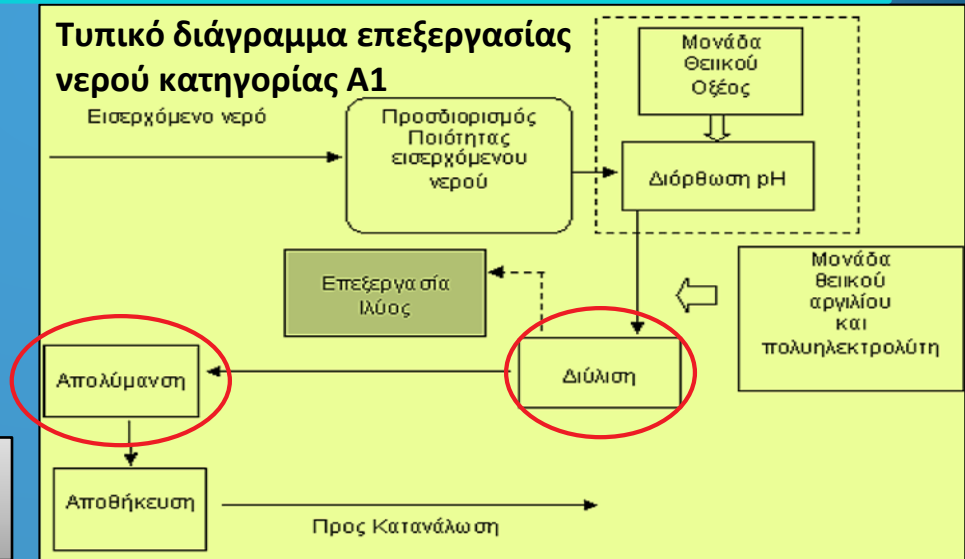 Τυπικό διάγραμμα επεξεργασίας
νερού κατηγορίας Α1
Εισερχόμενο νερό
Προσδιορισμός
Ποιότητας
εισερχόμενου
νερού
Μονάδα
Θειικού
Οξέος
Διόρθωση pH
Μονάδα
θειικού
αργιλίου
και
πολυηλεκτρολύτη
Επεξεργασία
Ιλύος
Διύλιση
Απολύμανση
Αποθήκευση
Προς Κατανάλωση